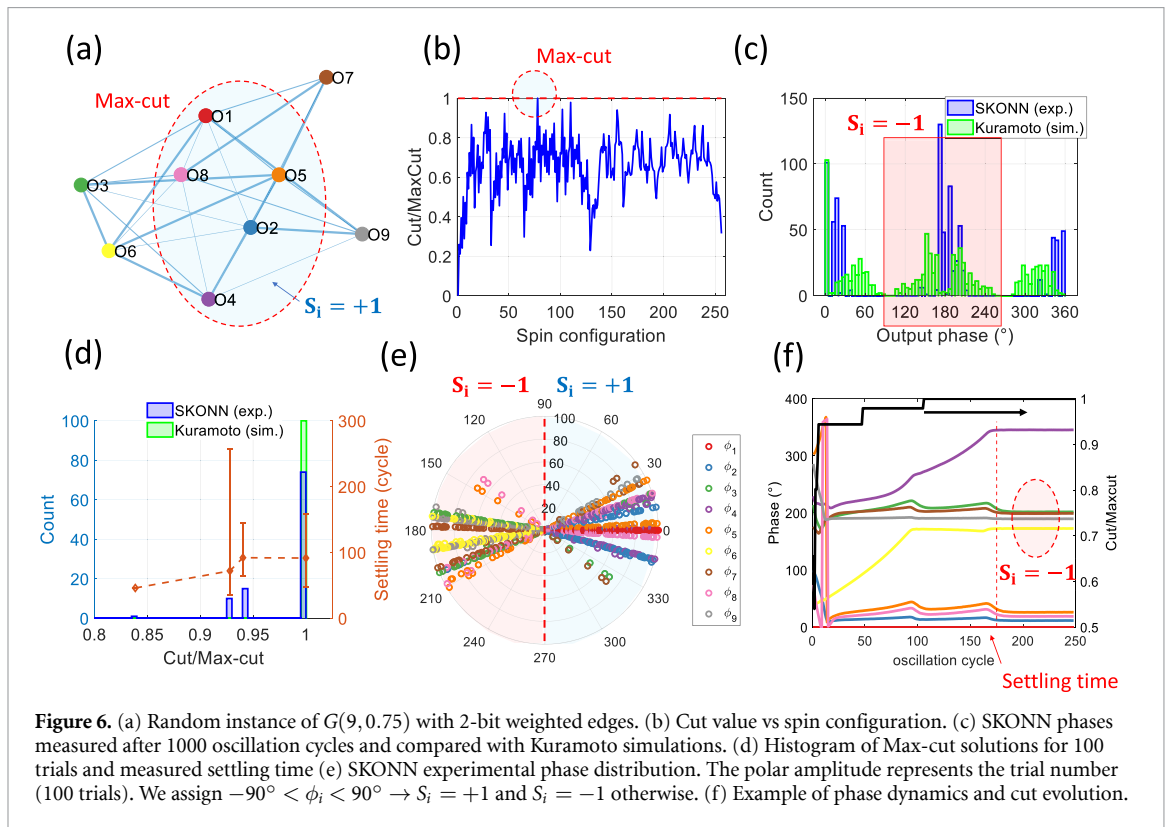 (a)
Max-cut
O1
O7
O3
O8
O5
O2
O6
O9
O4
S_i = +1
(b)
Max-cut
Cut/MaxCut
1
0.8
0.6
0.4
0.2
0
0 50 100 150 200 250
Spin configuration
(c)
SKONN (exp.)
Kuramoto (sim.)
S_i = −1
Count
150
100
50
0
0 60 120 180 240 300 360
Output phase (°)
(d)
SKONN (exp.)
Kuramoto (sim.)
Count
100
80
60
40
20
0
0.8 0.85 0.9 0.95 1
Cut/Max-cut
300
200
100
0
Settling time (cycle)
(e)
S_i = −1 S_i = +1
90
120 60
150 30
180 0
210 330
240 300
270
100
80
60
40
20
0
ϕ1
ϕ2
ϕ3
ϕ4
ϕ5
ϕ6
ϕ7
ϕ8
ϕ9
(f)
Phase (°)
400
300
200
100
0
0 50 100 150 200 250
oscillation cycle
1
0.9
0.8
0.7
0.6
0.5
Cut/Maxcut
S_i = −1
Settling time
Figure 6. (a) Random instance of G(9, 0.75) with 2-bit weighted edges. (b) Cut value vs spin configuration. (c) SKONN phases
measured after 1000 oscillation cycles and compared with Kuramoto simulations. (d) Histogram of Max-cut solutions for 100
trials and measured settling time (e) SKONN experimental phase distribution. The polar amplitude represents the trial number
(100 trials). We assign −90° < ϕi < 90° → Si = +1 and Si = −1 otherwise. (f) Example of phase dynamics and cut evolution.